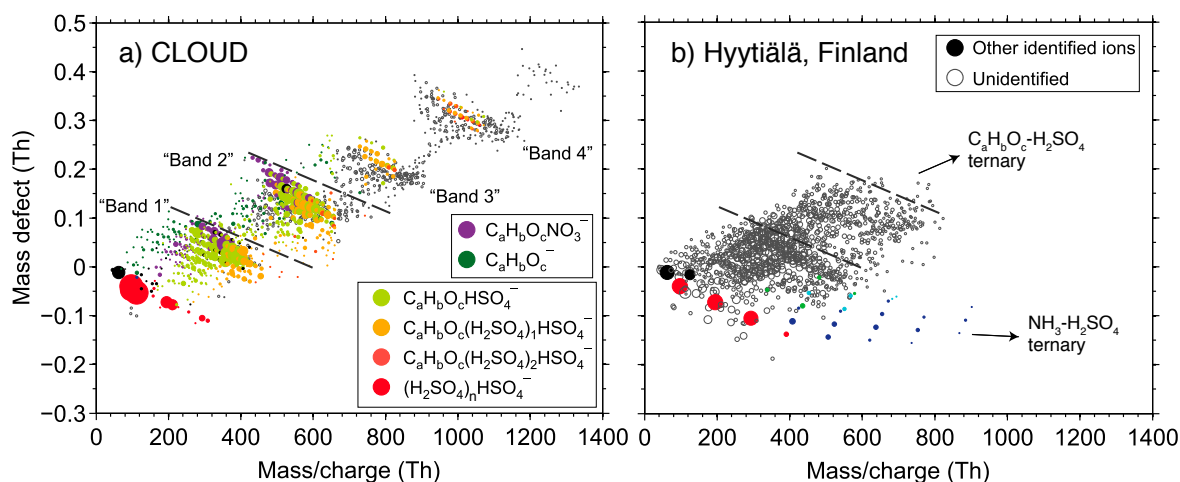 a) CLOUD
Mass defect (Th)
0.5
0.4
0.3
0.2
0.1
0
−0.1
−0.2
−0.3
0 200 400 600 800 1000 1200 1400
Mass/charge (Th)
“Band 1”
“Band 2”
“Band 3”
“Band 4”
CₐHbOcNO₃⁻
CₐHbOc⁻
CₐHbOcHSO₄⁻
CₐHbOc(H₂SO₄)₁HSO₄⁻
CₐHbOc(H₂SO₄)₂HSO₄⁻
(H₂SO₄)ₙHSO₄⁻
b) Hyytiälä, Finland
Other identified ions
Unidentified
CₐHbOc-H₂SO₄
ternary
NH₃-H₂SO₄
ternary
0 200 400 600 800 1000 1200 1400
Mass/charge (Th)